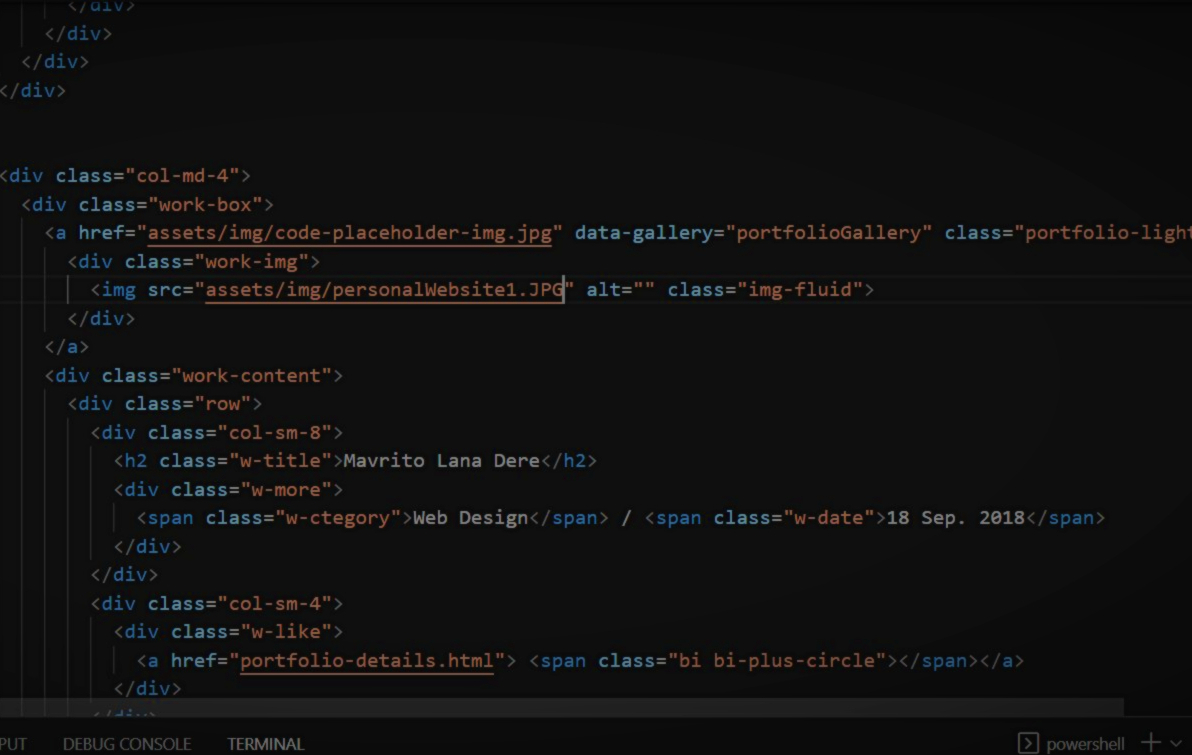 </div>
</div>
</div>
</div>
<div class="col-md-4">
<div class="work-box">
<a href="assets/img/code-placeholder-img.jpg" data-gallery="portfolioGallery" class="portfolio-light
<div class="work-img">
<img src="assets/img/personalWebsite1.JPG" alt="" class="img-fluid">
</div>
</a>
<div class="work-content">
<div class="row">
<div class="col-sm-8">
<h2 class="w-title">Mavrito Lana Dere</h2>
<div class="w-more">
<span class="w-ctegory">Web Design</span> / <span class="w-date">18 Sep. 2018</span>
</div>
</div>
<div class="col-sm-4">
<div class="w-like">
<a href="portfolio-details.html"> <span class="bi bi-plus-circle"></span></a>
</div>
</div>
PUT DEBUG CONSOLE TERMINAL powershell